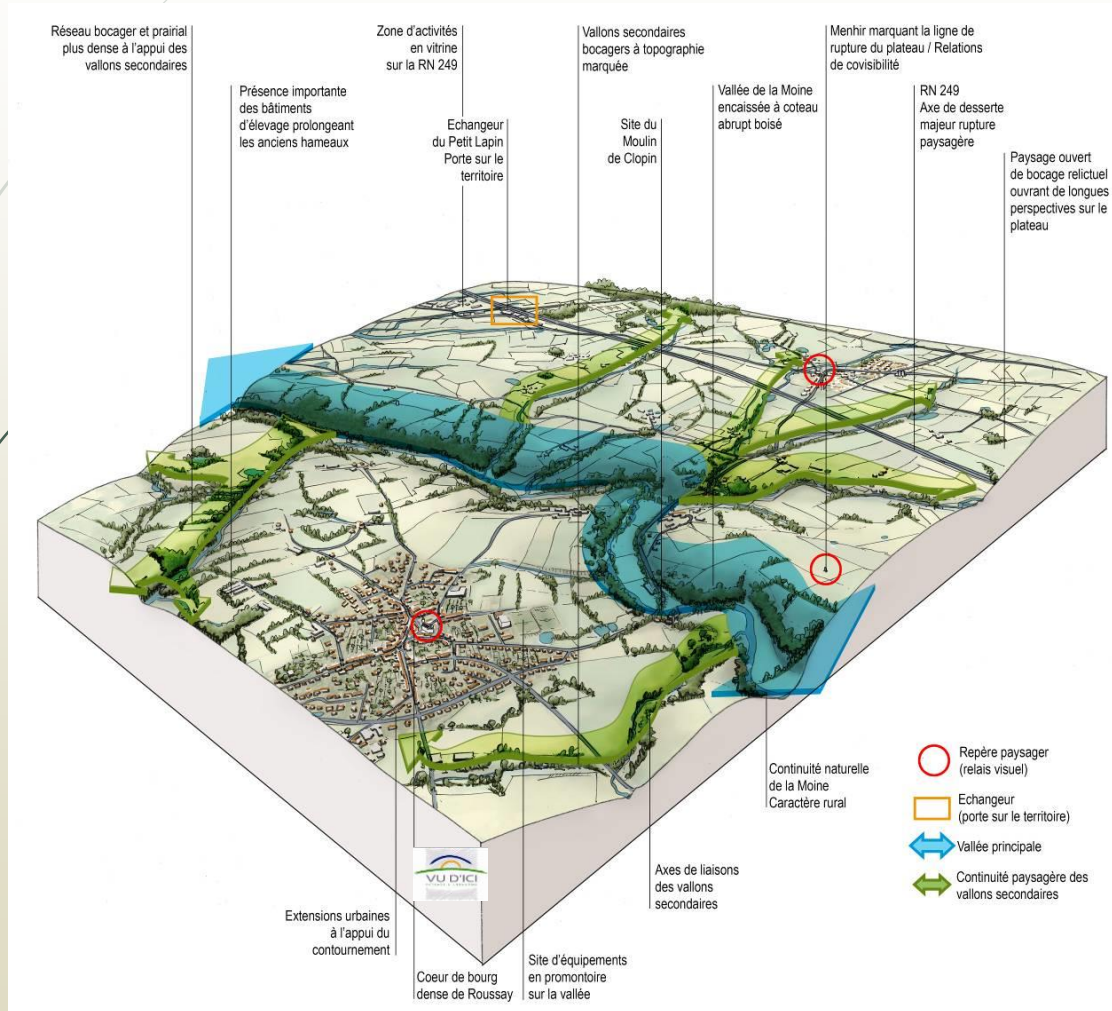 Réseau bocager et prairial
plus dense à l'appui des
vallons secondaires
Zone d'activités
en vitrine
sur la RN 249
Vallons secondaires
bocagers à topographie
marquée
Menhir marquant la ligne de
rupture du plateau / Relations
de covisibilité
Présence importante
des bâtiments
d'élevage prolongeant
les anciens hameaux
Echangeur
du Petit Lapin
Porte sur le
territoire
Site du
Moulin
de Clopin
Vallée de la Moine
encaissée à coteau
abrupt boisé
RN 249
Axe de desserte
majeur rupture
paysagère
Paysage ouvert
de bocage relictuel
ouvrant de longues
perspectives sur le
plateau
Continuité naturelle
de la Moine
Caractère rural
Repère paysager
(relais visuel)
Echangeur
(porte sur le territoire)
Vallée principale
Continuité paysagère des
vallons secondaires
VU D'ICI
Axes de liaisons
des vallons
secondaires
Extensions urbaines
à l'appui du
contournement
Coeur de bourg
dense de Roussay
Site d'équipements
en promontoire
sur la vallée